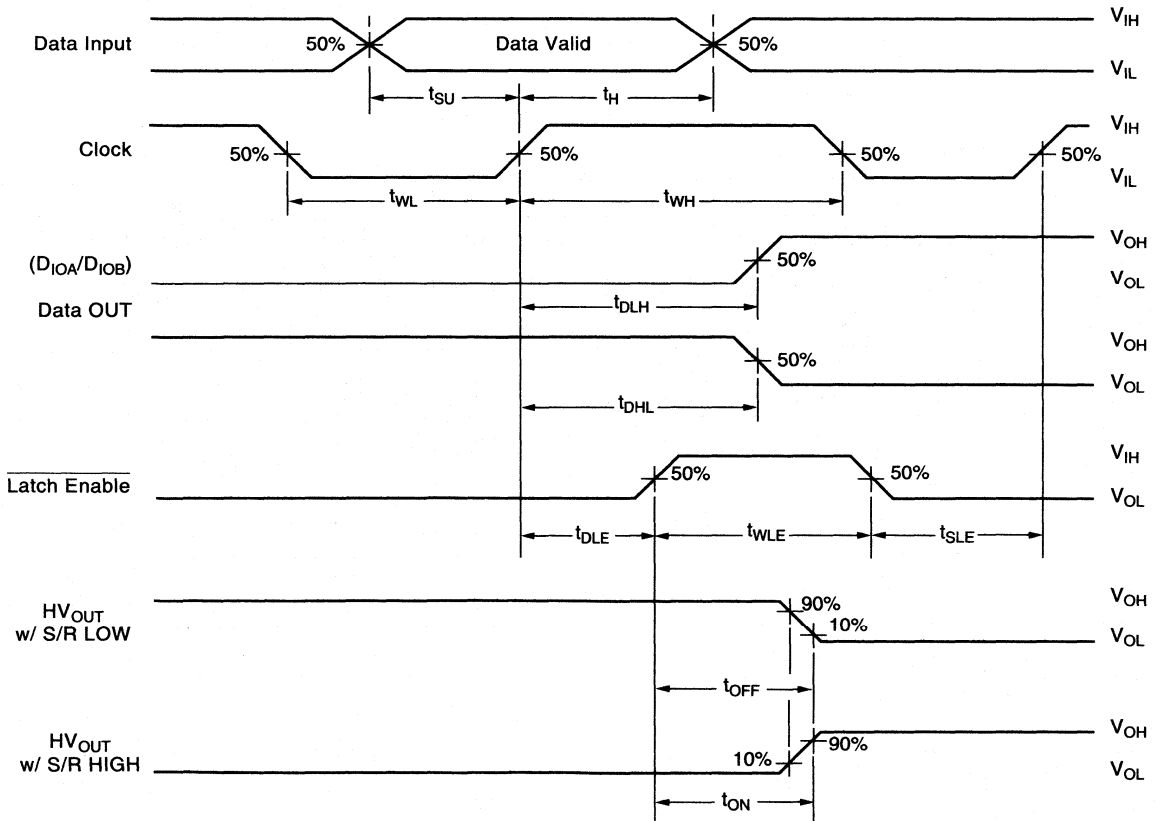 V_IH
Data Input 50% Data Valid 50%
V_IL
t_SU t_H
V_IH
Clock 50% 50% 50% 50%
V_IL
t_WL t_WH
V_OH
(D_IOA/D_IOB) 50%
V_OL
t_DLH
Data OUT
V_OH
50%
V_OL
t_DHL
V_IH
Latch Enable 50% 50%
V_OL
t_DLE t_WLE t_SLE
HV_OUT 90% V_OH
w/ S/R LOW 10% V_OL
t_OFF
HV_OUT V_OH
90%
w/ S/R HIGH 10% V_OL
t_ON